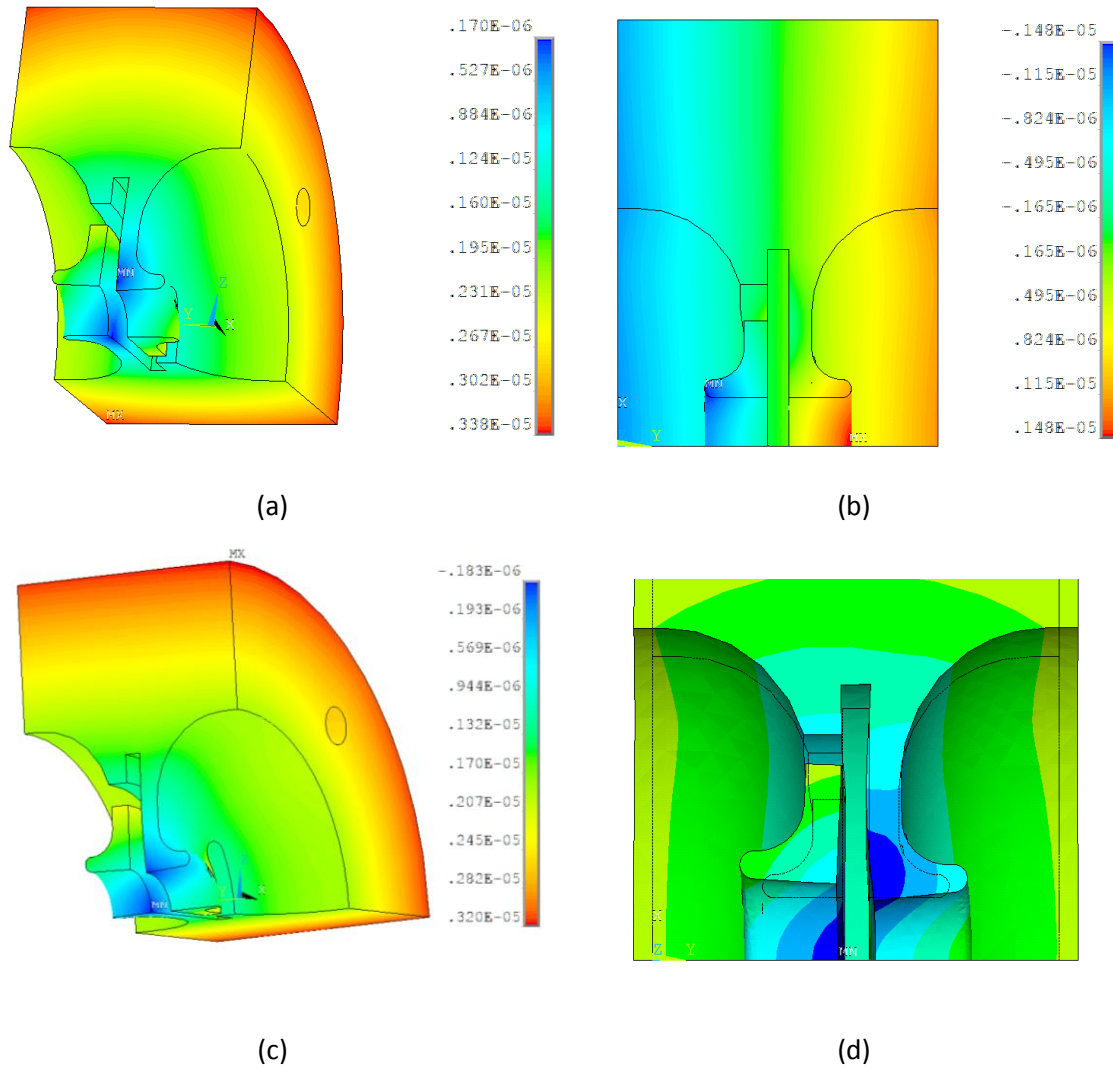 .170E-06
.527E-06
.884E-06
.124E-05
.160E-05
.195E-05
.231E-05
.267E-05
.302E-05
.338E-05
MN
Z
Y
X
MX
(a)
-.148E-05
-.115E-05
-.824E-06
-.495E-06
-.165E-06
.165E-06
.495E-06
.824E-06
.115E-05
.148E-05
MN
X
Y
MX
(b)
MX
-.183E-06
.193E-06
.569E-06
.944E-06
.132E-05
.170E-05
.207E-05
.245E-05
.282E-05
.320E-05
Z
Y
X
MN
(c)
X
Z
Y
MN
(d)